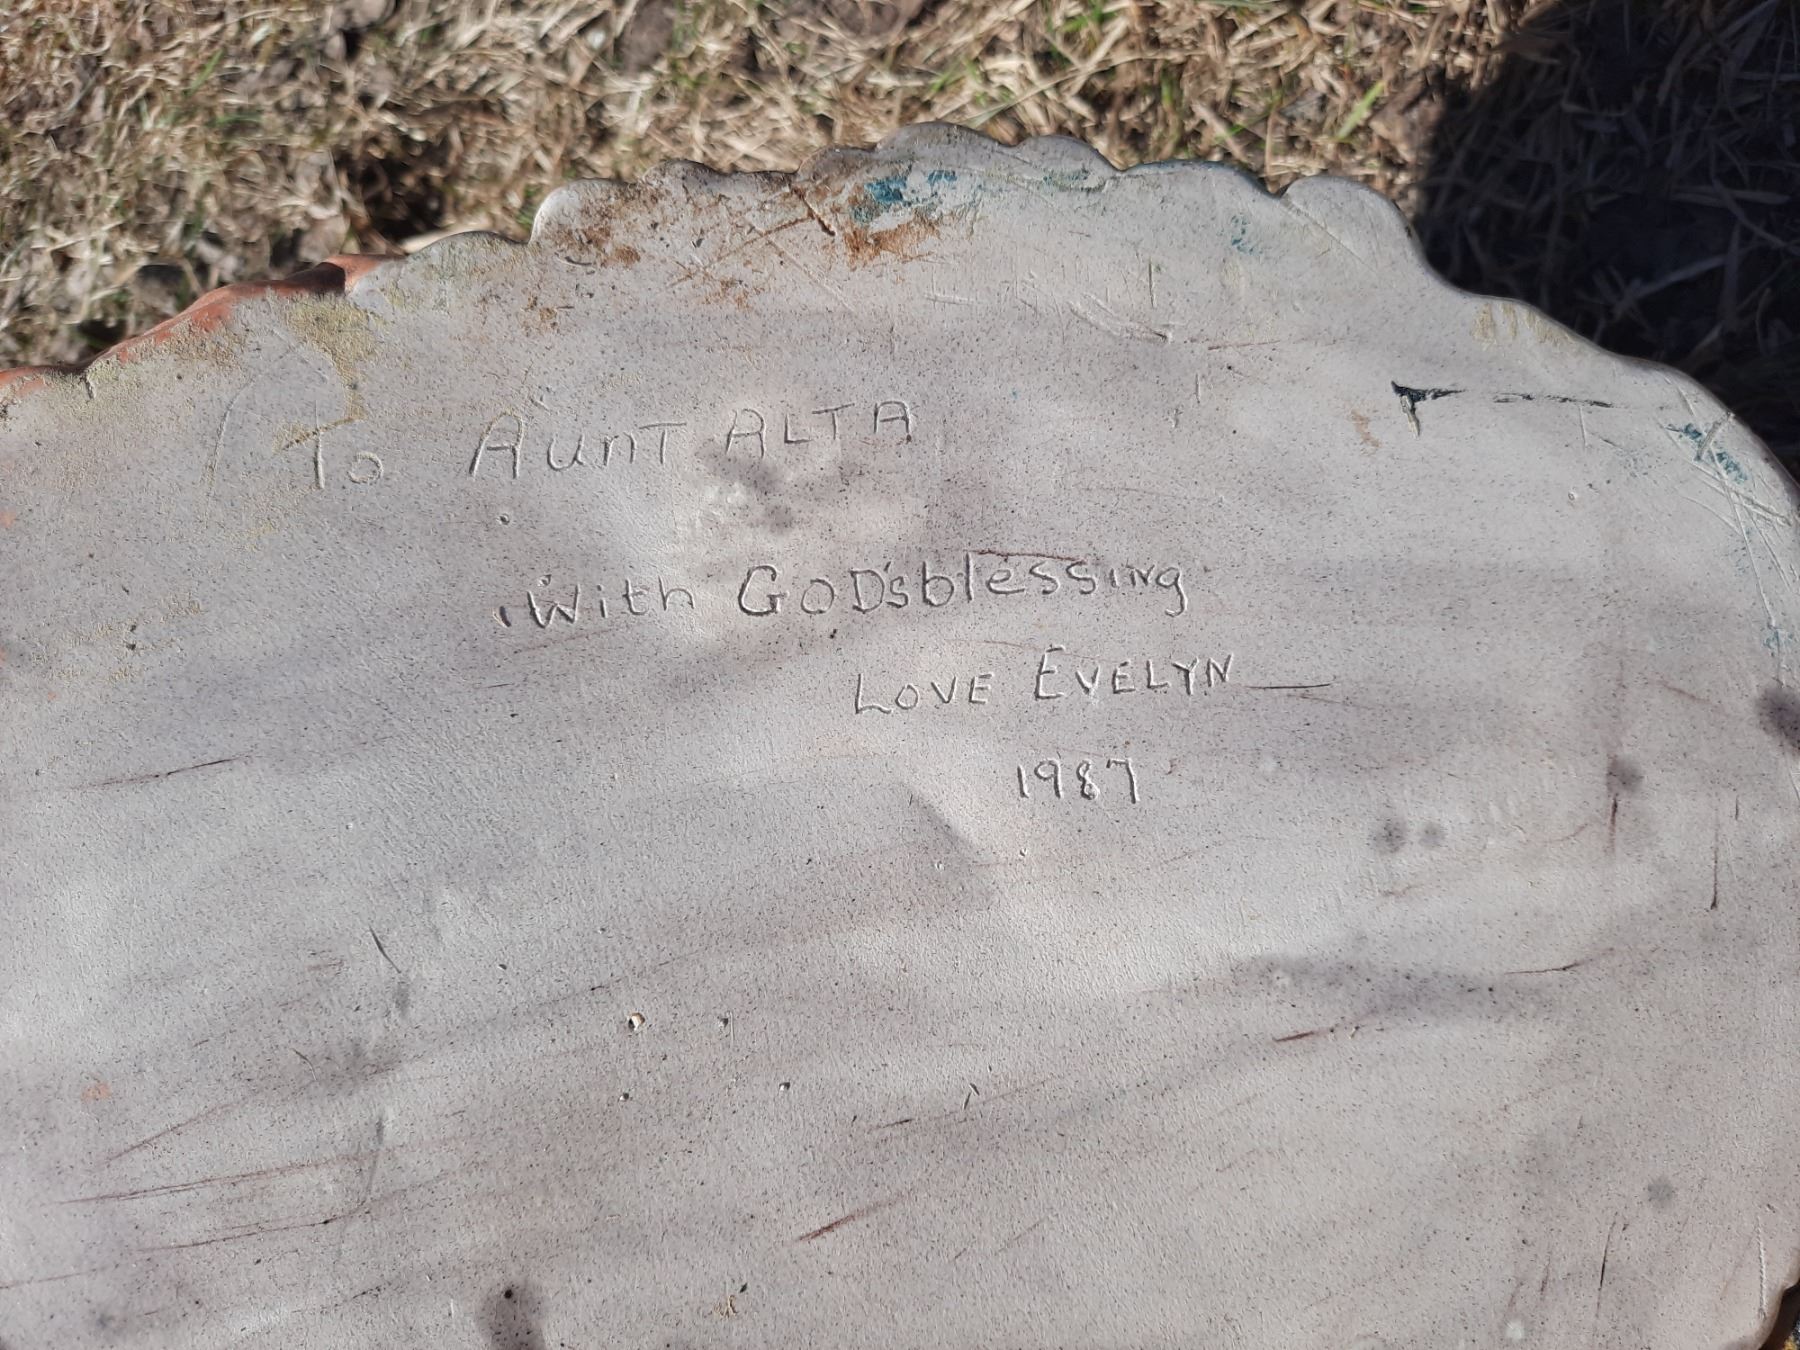 To AunT ALTA
With GoD'sblessing
LOVE EVELYN
1987